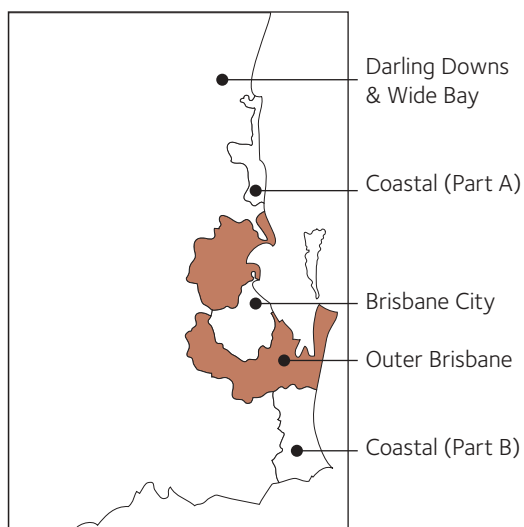 Darling Downs
& Wide Bay
Coastal (Part A)
Brisbane City
Outer Brisbane
Coastal (Part B)